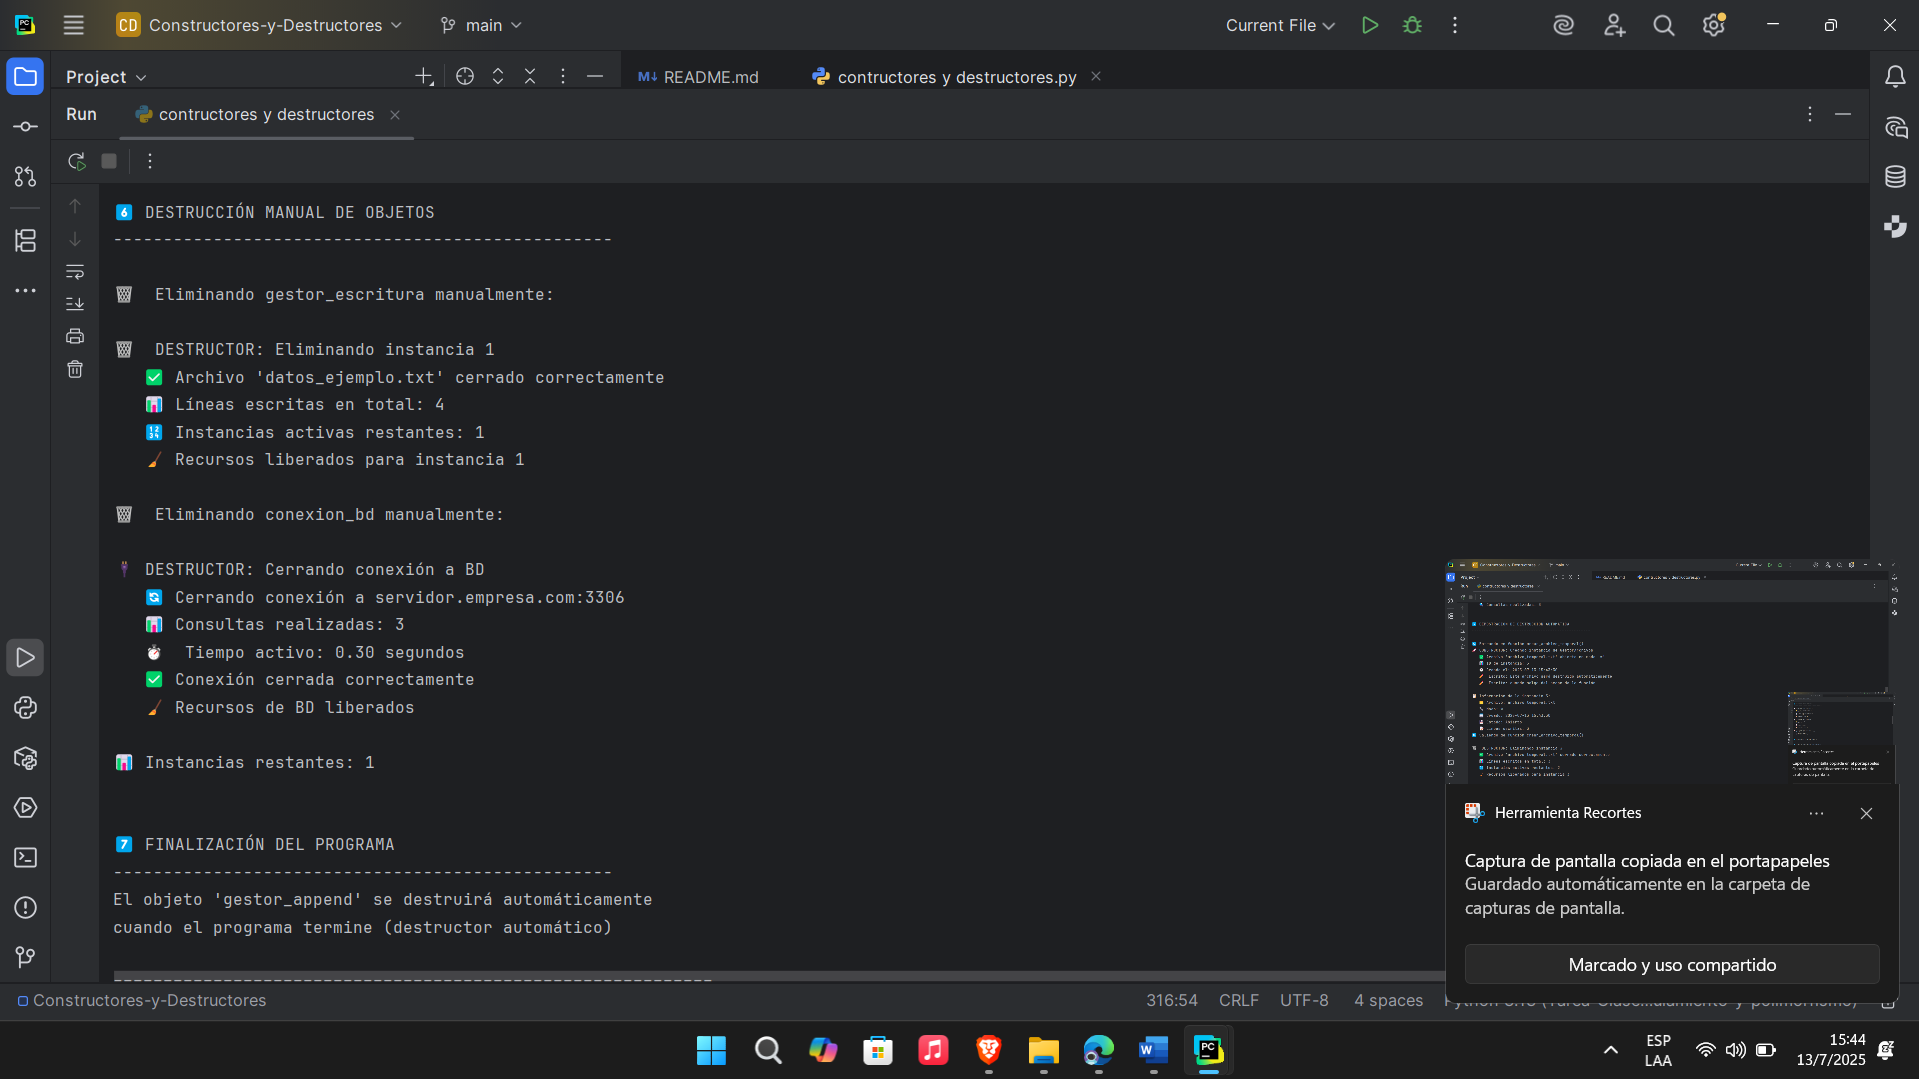 CD Constructores-y-Destructores main Current File
Project README.md contructores y destructores.py
Run contructores y destructores
6 DESTRUCCIÓN MANUAL DE OBJETOS
--------------------------------------------------
Eliminando gestor_escritura manualmente:
DESTRUCTOR: Eliminando instancia 1
Archivo 'datos_ejemplo.txt' cerrado correctamente
Líneas escritas en total: 4
Instancias activas restantes: 1
Recursos liberados para instancia 1
Eliminando conexion_bd manualmente:
DESTRUCTOR: Cerrando conexión a BD
Cerrando conexión a servidor.empresa.com:3306
Consultas realizadas: 3
Tiempo activo: 0.30 segundos
Conexión cerrada correctamente
Recursos de BD liberados
Instancias restantes: 1
7 FINALIZACIÓN DEL PROGRAMA
--------------------------------------------------
El objeto 'gestor_append' se destruirá automáticamente
cuando el programa termine (destructor automático)
Herramienta Recortes
Captura de pantalla copiada en el portapapeles
Guardado automáticamente en la carpeta de
capturas de pantalla.
Marcado y uso compartido
Constructores-y-Destructores 316:54 CRLF UTF-8 4 spaces
ESP
LAA
15:44
13/7/2025